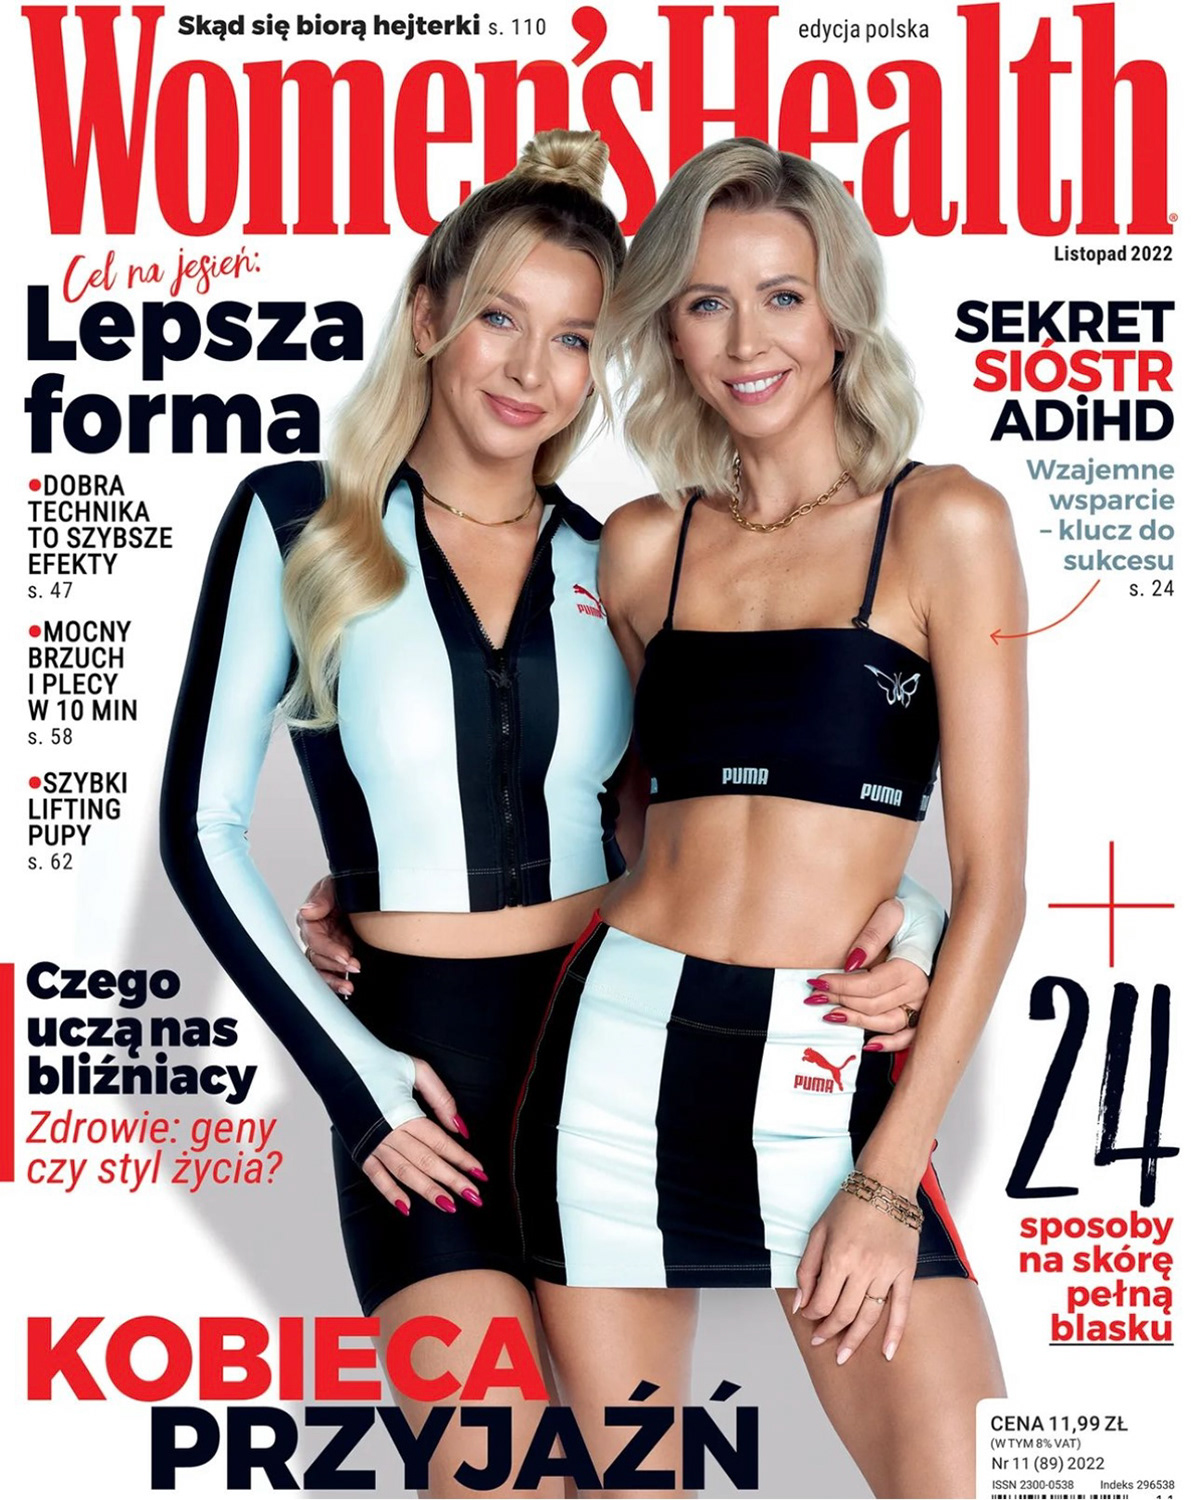 Skąd się biorą hejterki s. 110
edycja polska
Women'sHealth
Listopad 2022
Cel na jesień:
Lepsza
forma
•DOBRA
TECHNIKA
TO SZYBSZE
EFEKTY
s. 47
•MOCNY
BRZUCH
I PLECY
W 10 MIN
s. 58
•SZYBKI
LIFTING
PUPY
s. 62
Czego
uczą nas
bliźniacy
Zdrowie: geny
czy styl życia?
SEKRET
SIÓSTR
ADiHD
Wzajemne
wsparcie
– klucz do
sukcesu
s. 24
PUMA
PUMA
PUMA
PUMA
+
24
sposoby
na skórę
pełną
blasku
KOBIECA
PRZYJAŹŃ
CENA 11,99 ZŁ
(W TYM 8% VAT)
Nr 11 (89) 2022
ISSN 2300-0538 Indeks 296538